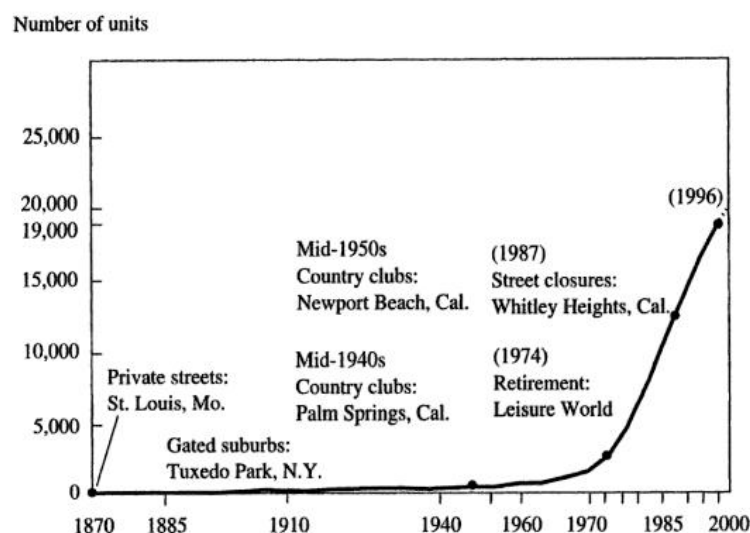 Number of units
25,000
20,000
19,000
15,000
10,000
5,000
0
(1996)
Mid-1950s
Country clubs:
Newport Beach, Cal.
(1987)
Street closures:
Whitley Heights, Cal.
Mid-1940s
Country clubs:
Palm Springs, Cal.
(1974)
Retirement:
Leisure World
Private streets:
St. Louis, Mo.
Gated suburbs:
Tuxedo Park, N.Y.
1870 1885 1910 1940 1960 1970 1985 2000